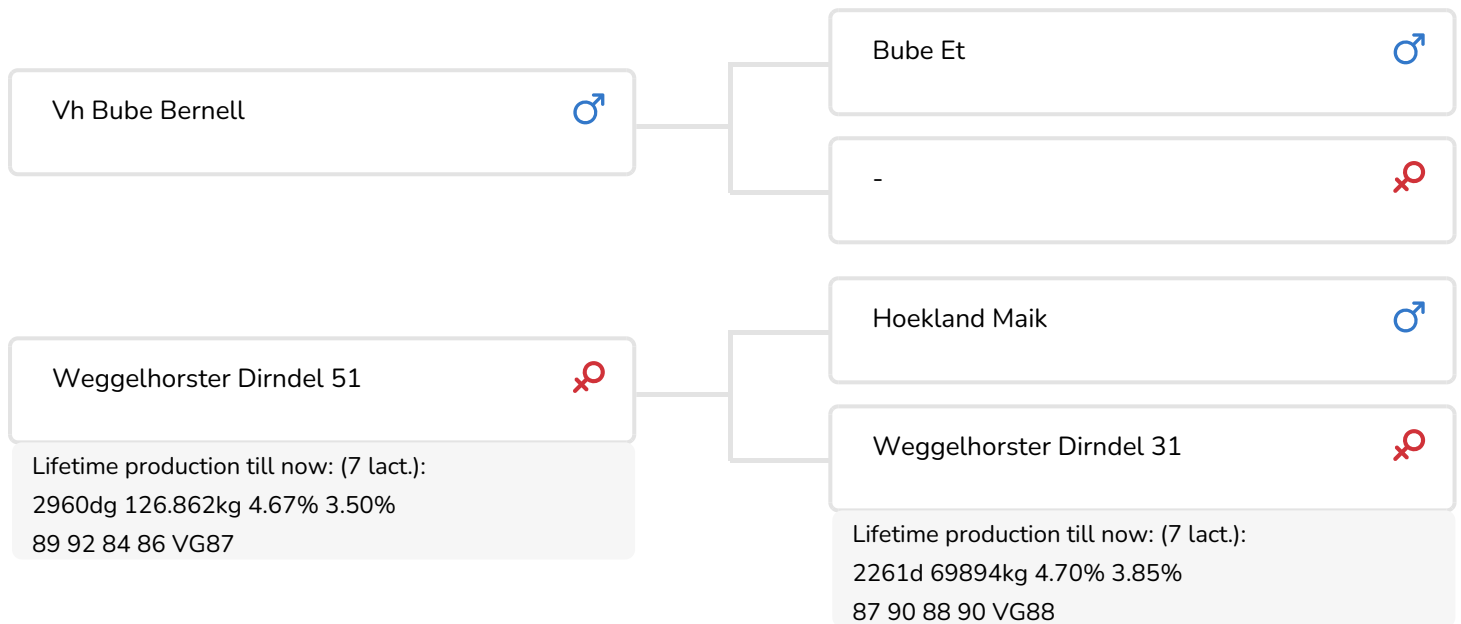 Bube Et
Vh Bube Bernell
-
Hoekland Maik
Weggelhorster Dirndel 51
Weggelhorster Dirndel 31
Lifetime production till now: (7 lact.):
2960dg 126.862kg 4.67% 3.50%
89 92 84 86 VG87
Lifetime production till now: (7 lact.):
2261d 69894kg 4.70% 3.85%
87 90 88 90 VG88